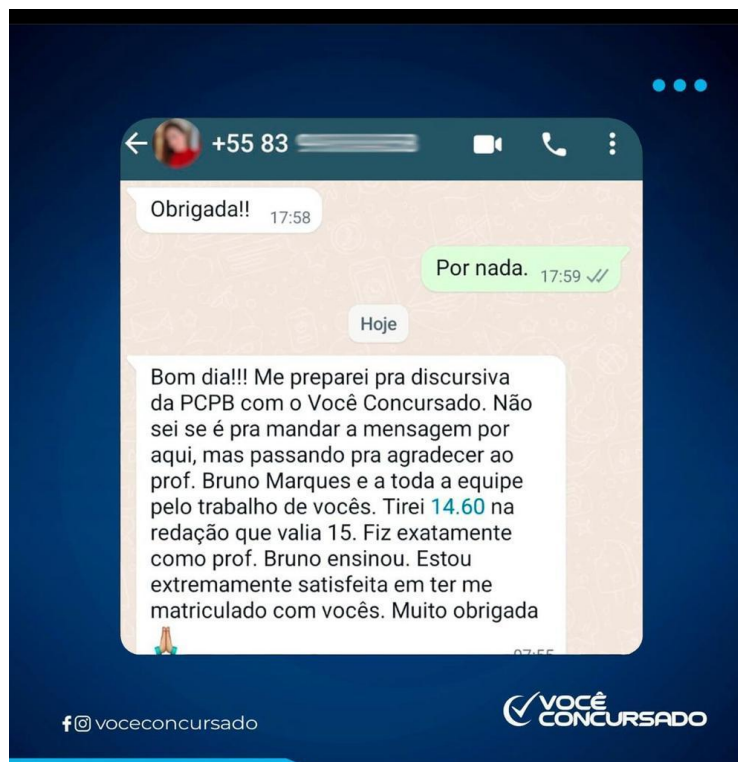 +55 83
Obrigada!! 17:58
Por nada. 17:59
Hoje
Bom dia!!! Me preparei pra discursiva
da PCPB com o Você Concursado. Não
sei se é pra mandar a mensagem por
aqui, mas passando pra agradecer ao
prof. Bruno Marques e a toda a equipe
pelo trabalho de vocês. Tirei 14.60 na
redação que valia 15. Fiz exatamente
como prof. Bruno ensinou. Estou
extremamente satisfeita em ter me
matriculado com vocês. Muito obrigada
🙏🏼
voceconcursado
VOCÊ
CONCURSADO